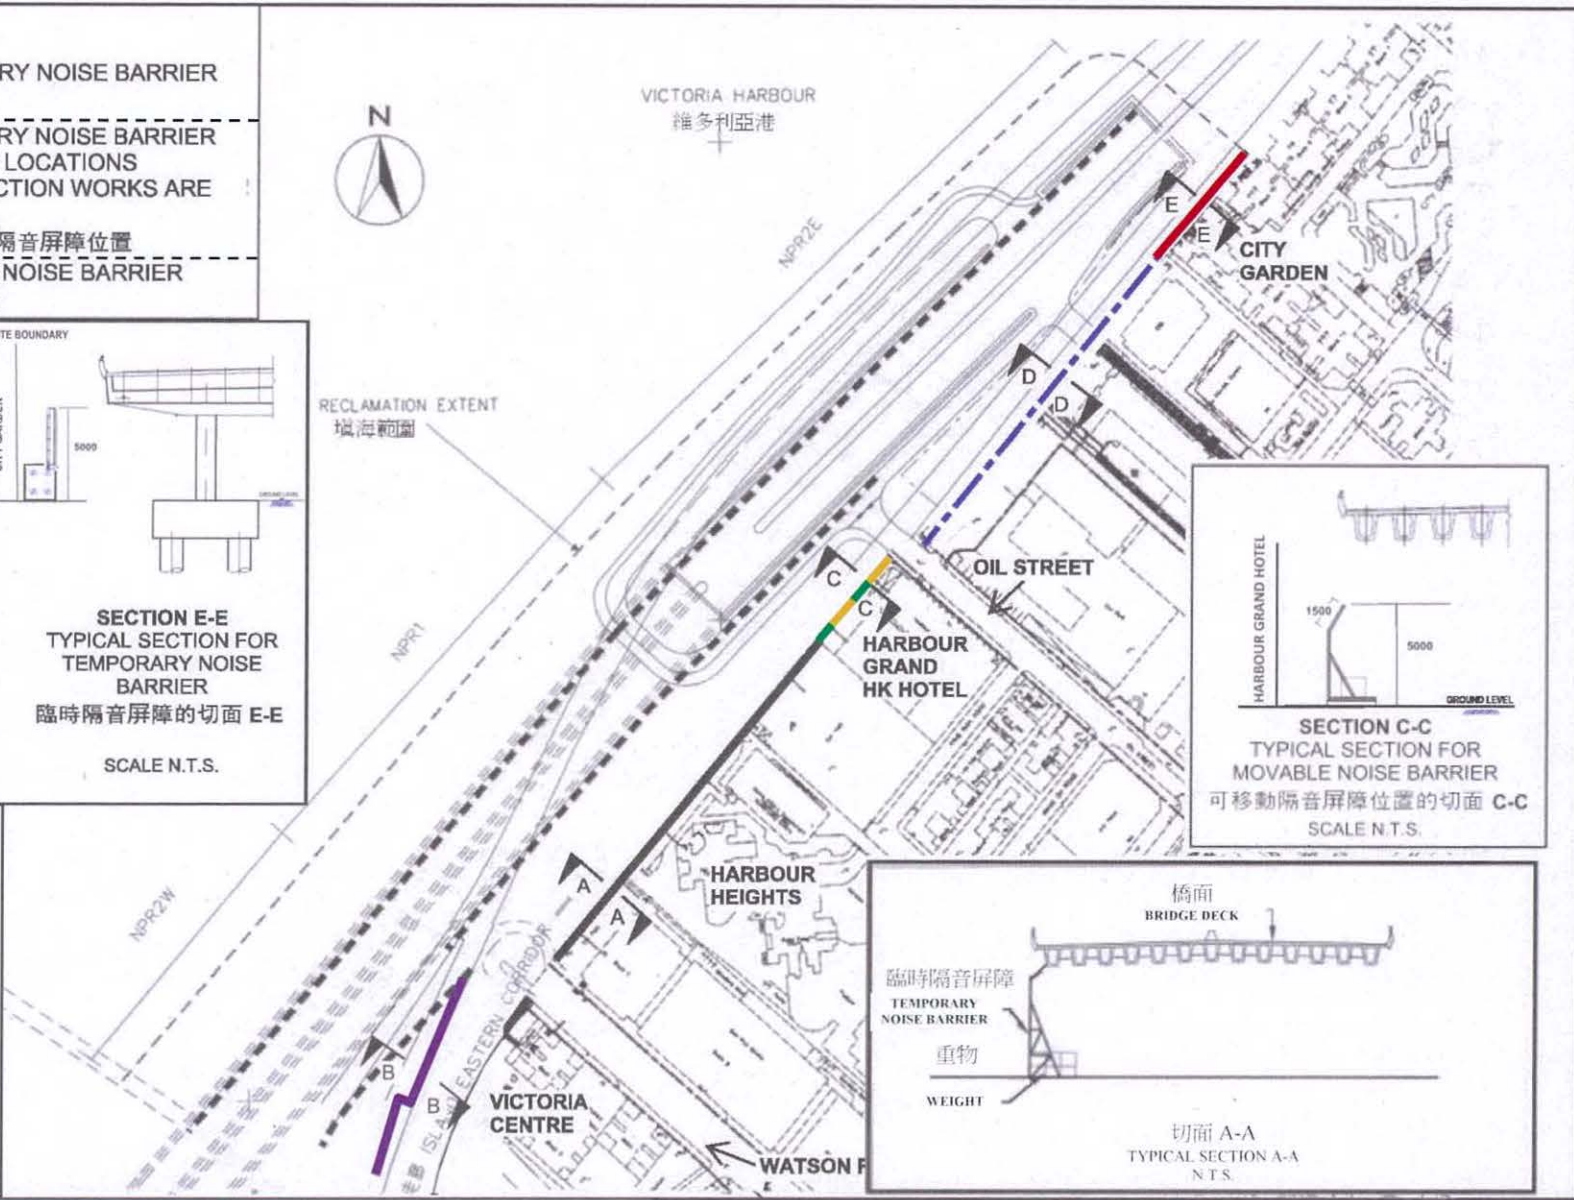 RY NOISE BARRIER
RY NOISE BARRIER
LOCATIONS
CTION WORKS ARE
隔音屏障位置
NOISE BARRIER
TE BOUNDARY
5000
GROUND LEVEL
SECTION E-E
TYPICAL SECTION FOR
TEMPORARY NOISE
BARRIER
臨時隔音屏障的切面 E-E
SCALE N.T.S.
N
VICTORIA HARBOUR
維多利亞港
NPR2E
RECLAMATION EXTENT
填海範圍
NPR1
NPR2W
E
E
CITY
GARDEN
D
D
C
C
OIL STREET
HARBOUR
GRAND
HK HOTEL
HARBOUR
HEIGHTS
A
A
B
B
ISLAND EASTERN CORRIDOR
VICTORIA
CENTRE
WATSON R
HARBOUR GRAND HOTEL
1500
5000
GROUND LEVEL
SECTION C-C
TYPICAL SECTION FOR
MOVABLE NOISE BARRIER
可移動隔音屏障位置的切面 C-C
SCALE N.T.S.
橋面
BRIDGE DECK
臨時隔音屏障
TEMPORARY
NOISE BARRIER
重物
WEIGHT
切面 A-A
TYPICAL SECTION A-A
N.T.S.